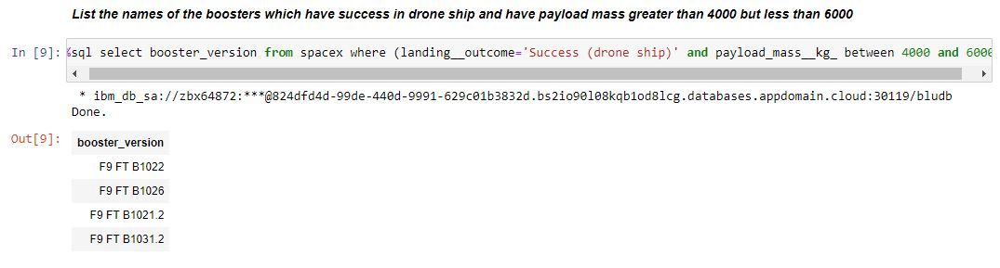 List the names of the boosters which have success in drone ship and have payload mass greater than 4000 but less than 6000
In [9]: %sql select booster_version from spacex where (landing__outcome='Success (drone ship)' and payload_mass__kg_ between 4000 and 6000
* ibm_db_sa://zbx64872:***@824dfd4d-99de-440d-9991-629c01b3832d.bs2io90l08kqb1od8lcg.databases.appdomain.cloud:30119/bludb
Done.
Out[9]: booster_version
F9 FT B1022
F9 FT B1026
F9 FT B1021.2
F9 FT B1031.2